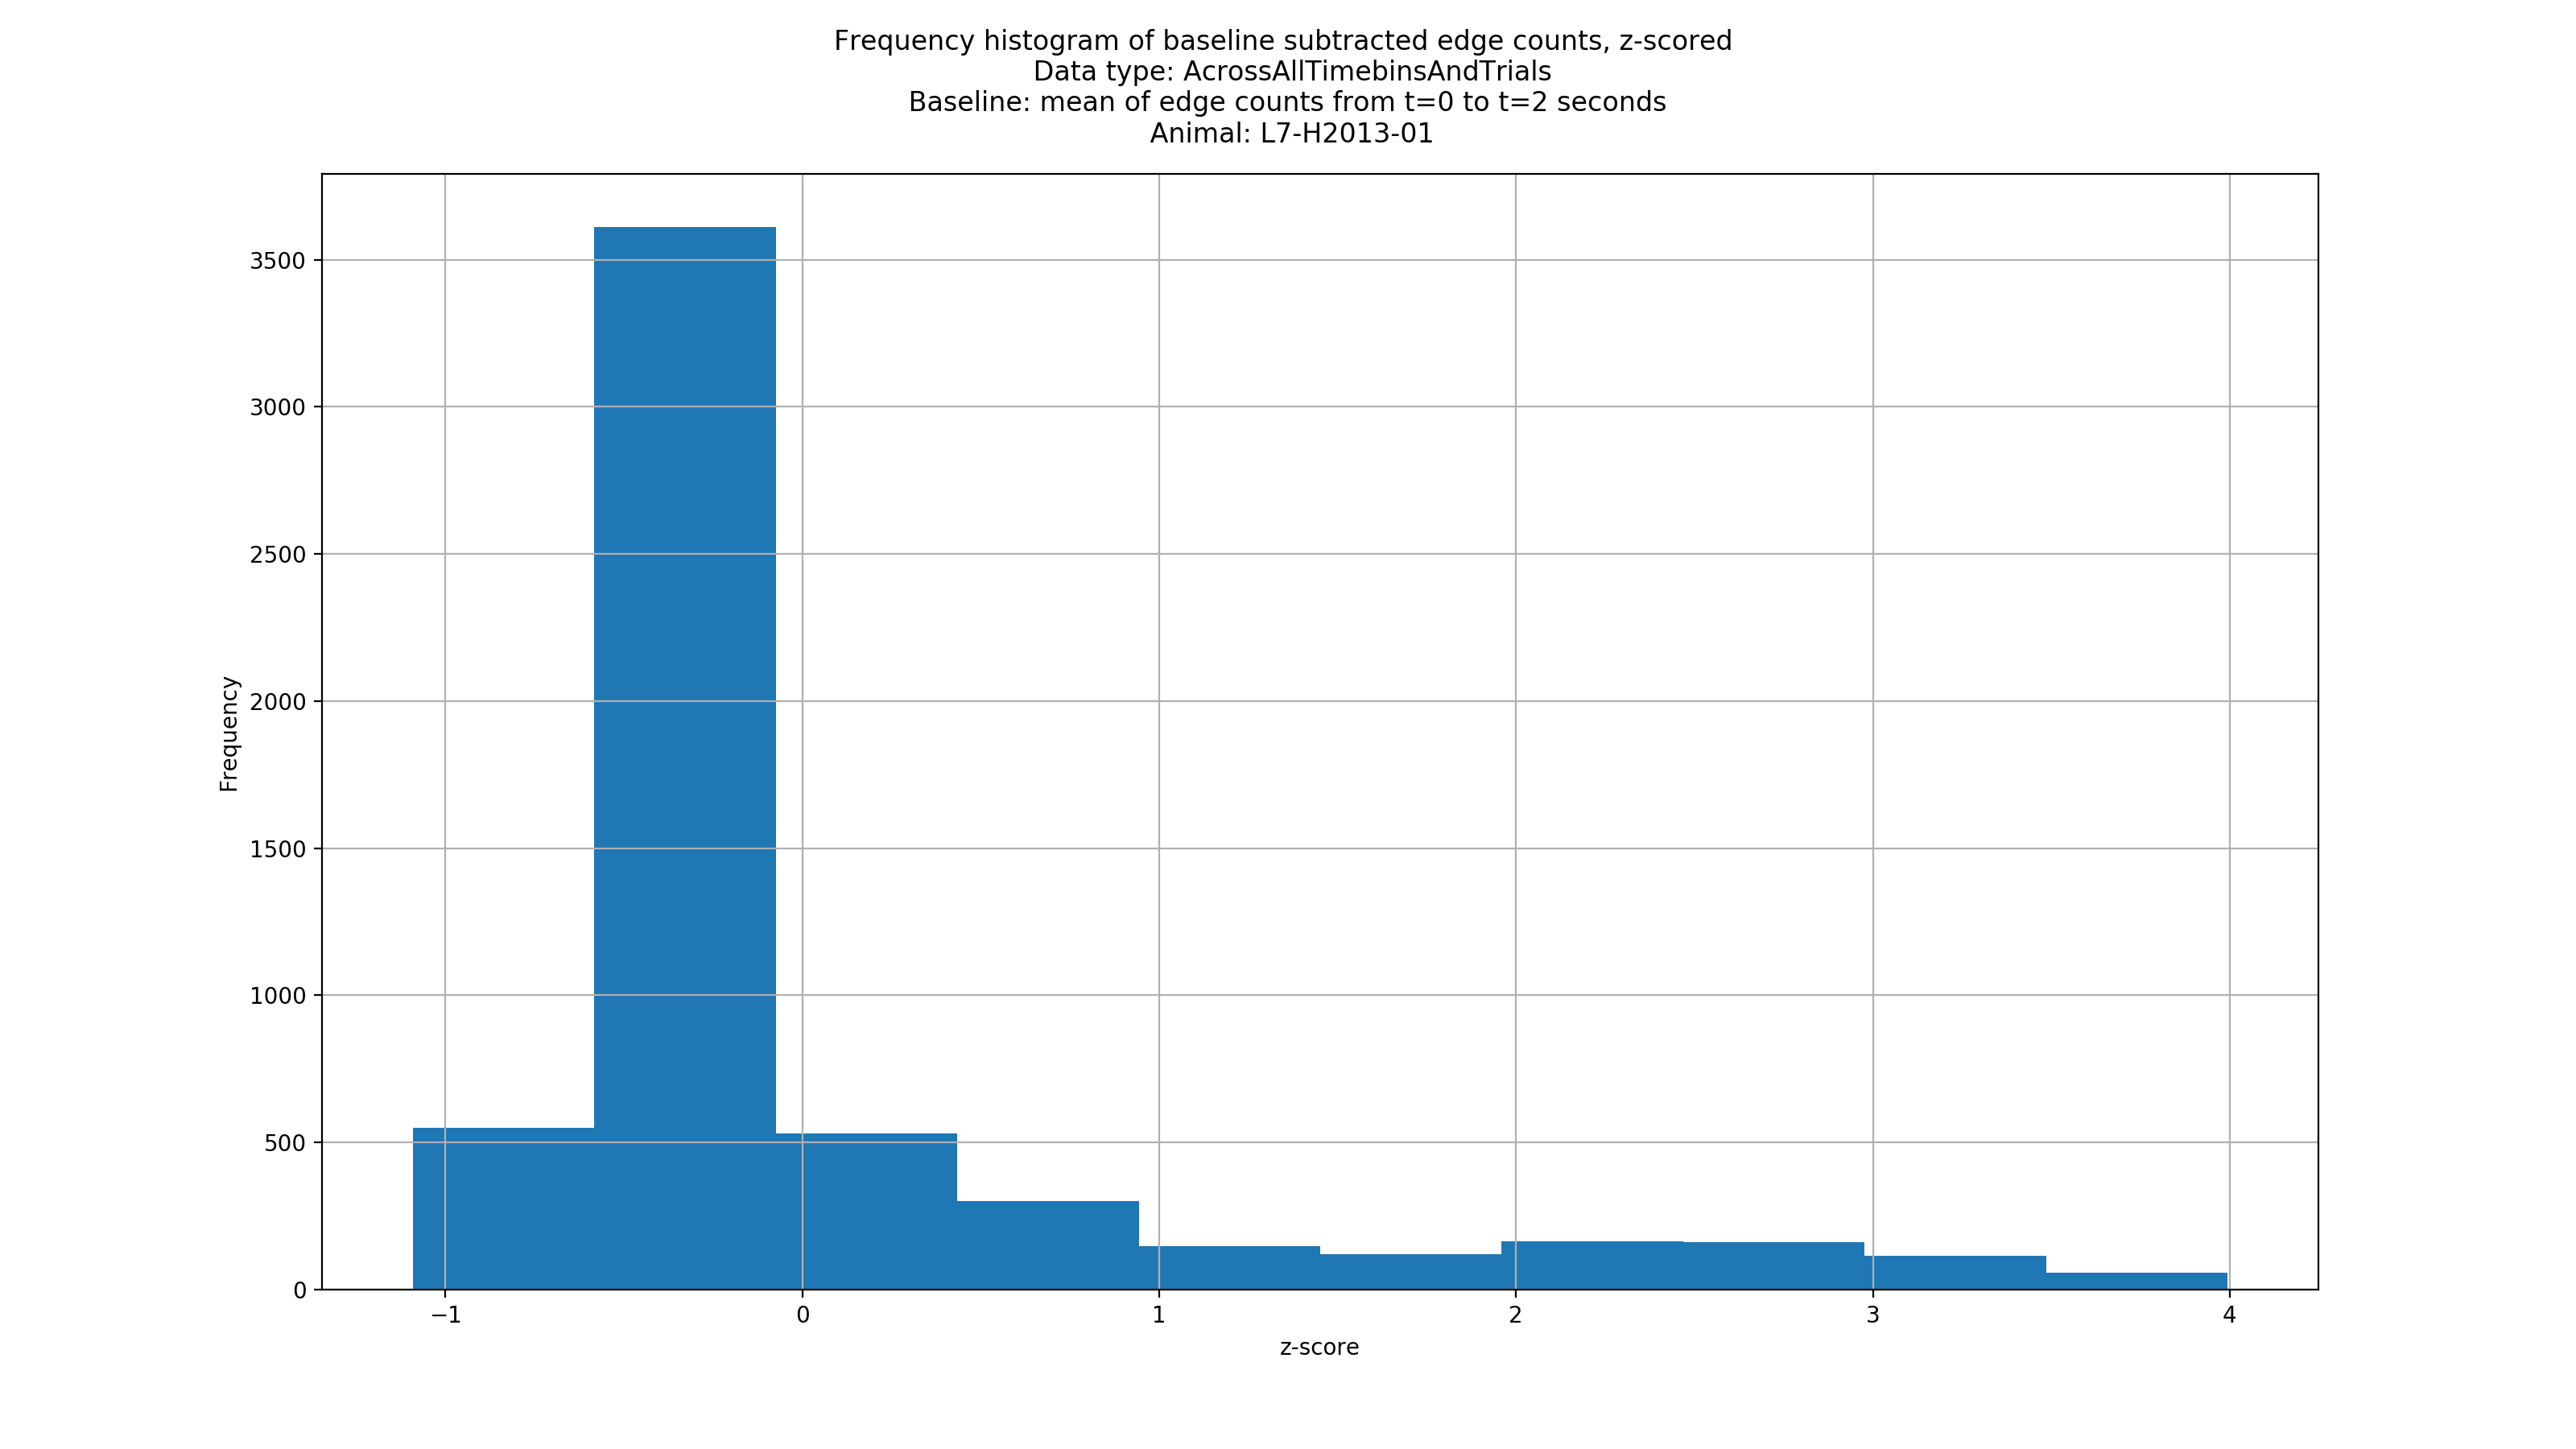 Frequency histogram of baseline subtracted edge counts, z-scored
Data type: AcrossAllTimebinsAndTrials
Baseline: mean of edge counts from t=0 to t=2 seconds
Animal: L7-H2013-01
3500
3000
2500
2000
1500
1000
500
0
Frequency
−1 0 1 2 3 4
z-score